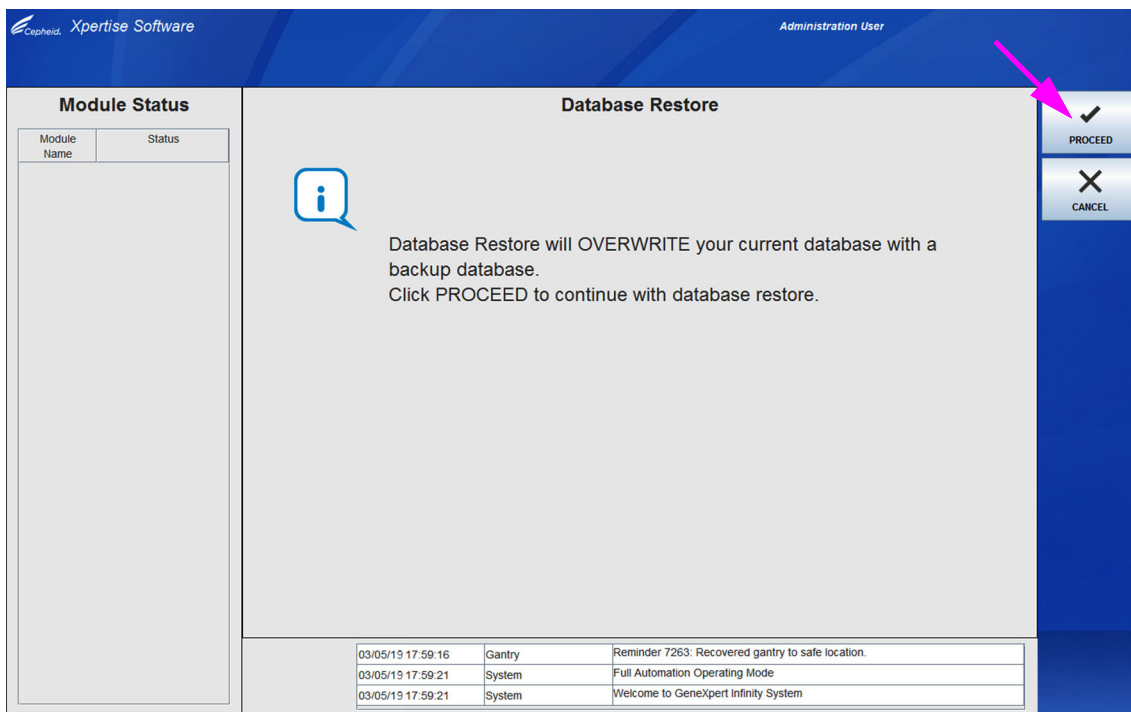 Cepheid. Xpertise Software
Administration User
Module Status
Module Name
Status
Database Restore
PROCEED
CANCEL
Database Restore will OVERWRITE your current database with a
backup database.
Click PROCEED to continue with database restore.
03/05/19 17:59:16 Gantry Reminder 7263: Recovered gantry to safe location.
03/05/19 17:59:21 System Full Automation Operating Mode
03/05/19 17:59:21 System Welcome to GeneXpert Infinity System